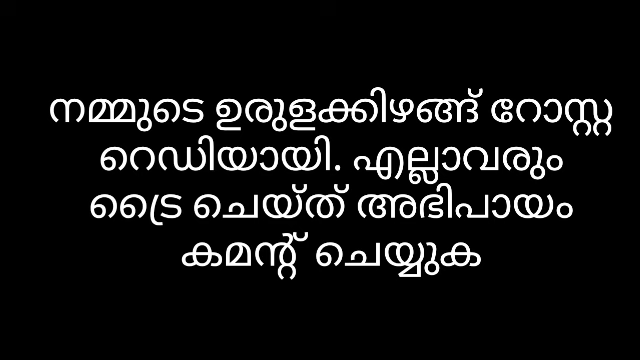 നമ്മുടെ ഉരുളക്കിഴങ്ങ് റോസ്റ്റ
റെഡിയായി. എല്ലാവരും
ട്രൈ ചെയ്ത് അഭിപായം
കമന്റ് ചെയ്യുക